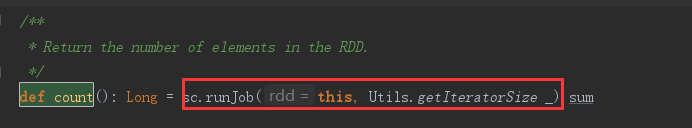 /**
* Return the number of elements in the RDD.
*/
def count(): Long = sc.runJob( rdd = this, Utils.getIteratorSize _) sum